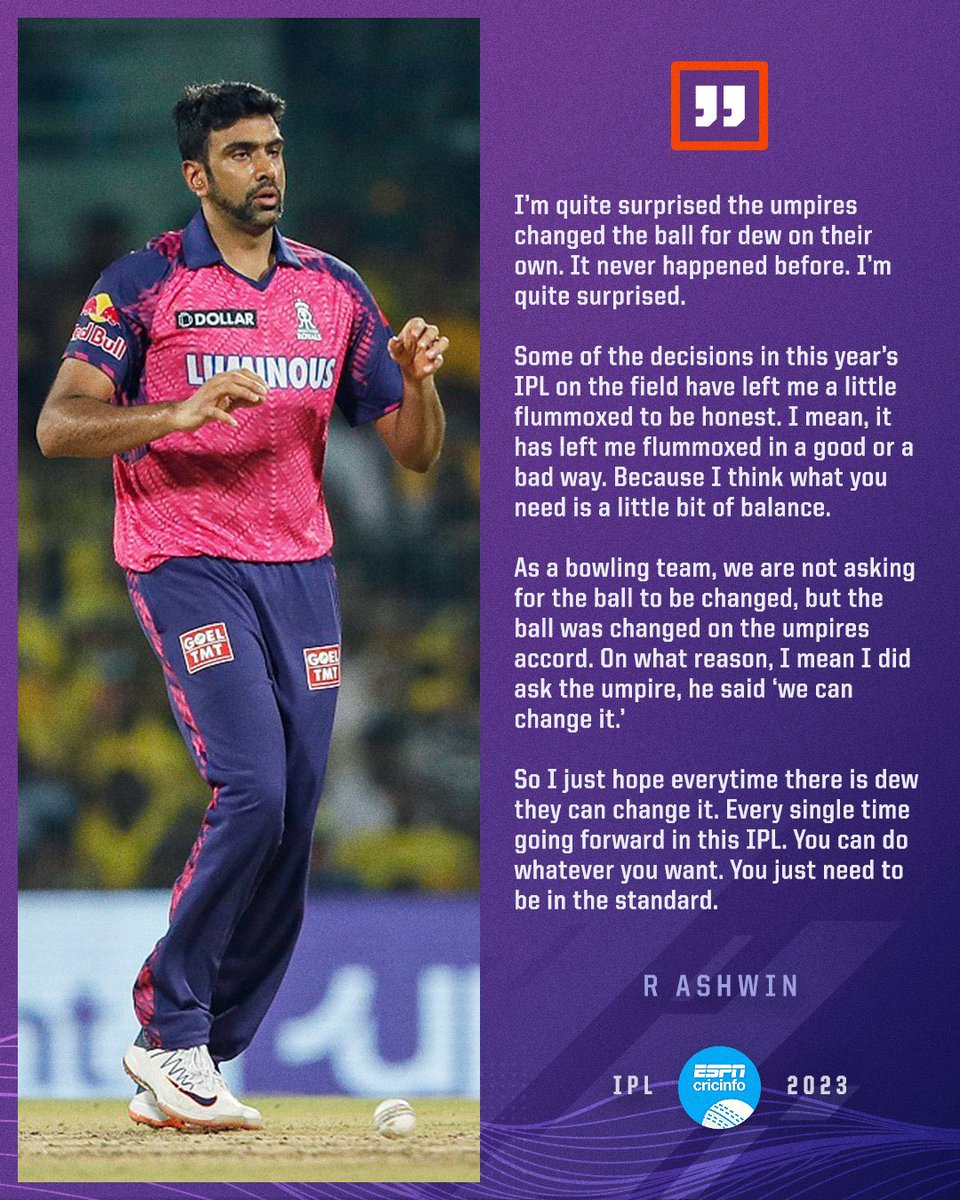 I'm quite surprised the umpires
changed the ball for dew on their
own. It never happened before. I'm
quite surprised.
Some of the decisions in this year's
IPL on the field have left me a little
flummoxed to be honest. I mean, it
has left me flummoxed in a good or a
bad way. Because I think what you
need is a little bit of balance.
As a bowling team, we are not asking
for the ball to be changed, but the
ball was changed on the umpires
accord. On what reason, I mean I did
ask the umpire, he said 'we can
change it.'
So I just hope everytime there is dew
they can change it. Every single time
going forward in this IPL. You can do
whatever you want. You just need to
be in the standard.
R ASHWIN
IPL
ESPN
cricinfo
2023
DOLLAR
ROYALS
Red Bull
LUMINOUS
GOEL
TMT
GOEL
TMT